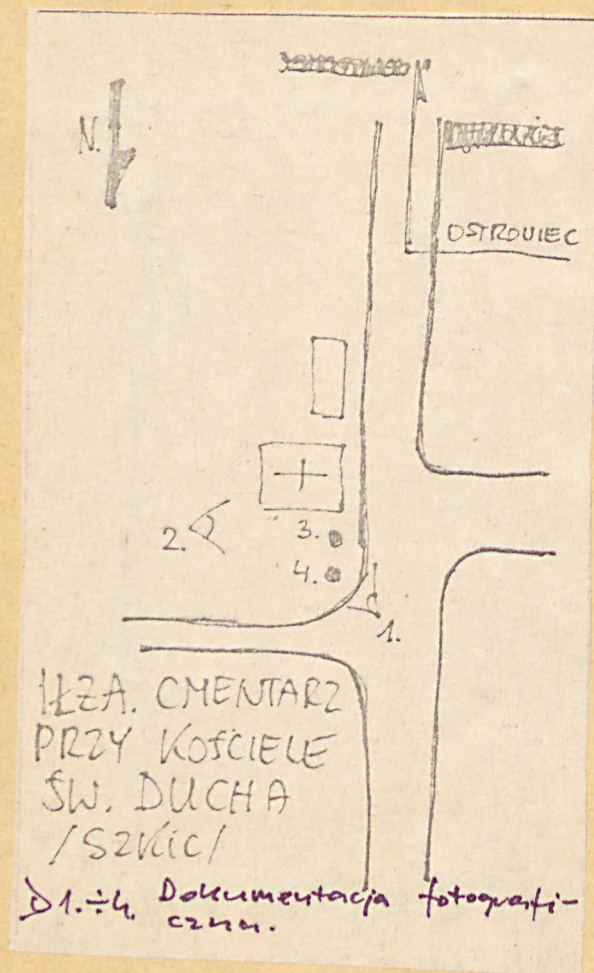 N.
OSTROWIEC
2.
3.
4.
1.
IŁŻA. CMENTARZ
PRZY KOŚCIELE
ŚW. DUCHA
/SZKIC/
1.÷4. Dokumentacja fotografi-
czna.